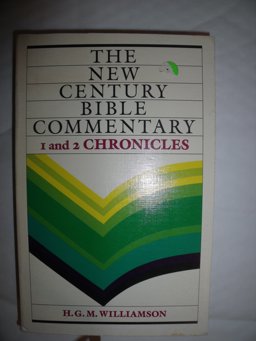 THE
NEW
CENTURY
BIBLE
COMMENTARY
1 and 2 CHRONICLES
H. G. M. WILLIAMSON